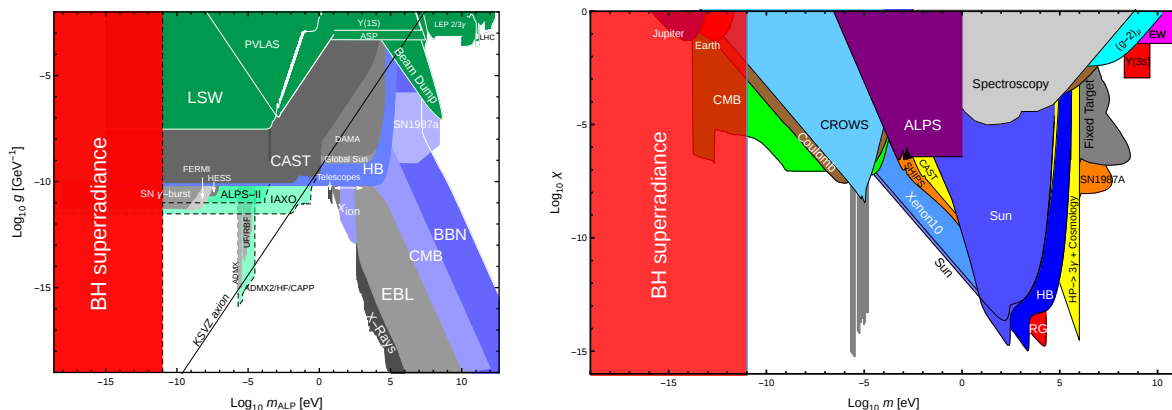 Y(1S)
LEP 2/3γ
ASP
LHC
PVLAS
−5
LSW
Beam Dump
SN1987a
DAMA
CAST
Global Sun
HB
FERMI
HESS
Telescopes
−10
SN γ−burst
ALPS−II
IAXO
x_ion
UF/RBF
BBN
CMB
ADMX
ADMX2/HF/CAPP
EBL
−15
KSVZ axion
X−Rays
BH superradiance
Log₁₀ g [GeV⁻¹]
−15 −10 −5 0 5 10
Log₁₀ m_ALP [eV]
0
Jupiter
Earth
(g−2)_μ
EW
Y(3s)
Spectroscopy
CMB
CROWS
ALPS
Fixed Target
−5
Coulomb
CAST
SHIPS
SN1987A
Xenon10
Sun
Sun
−10
HP−> 3γ + Cosmology
HB
RG
−15
BH superradiance
Log₁₀ χ
−15 −10 −5 0 5 10
Log₁₀ m [eV]